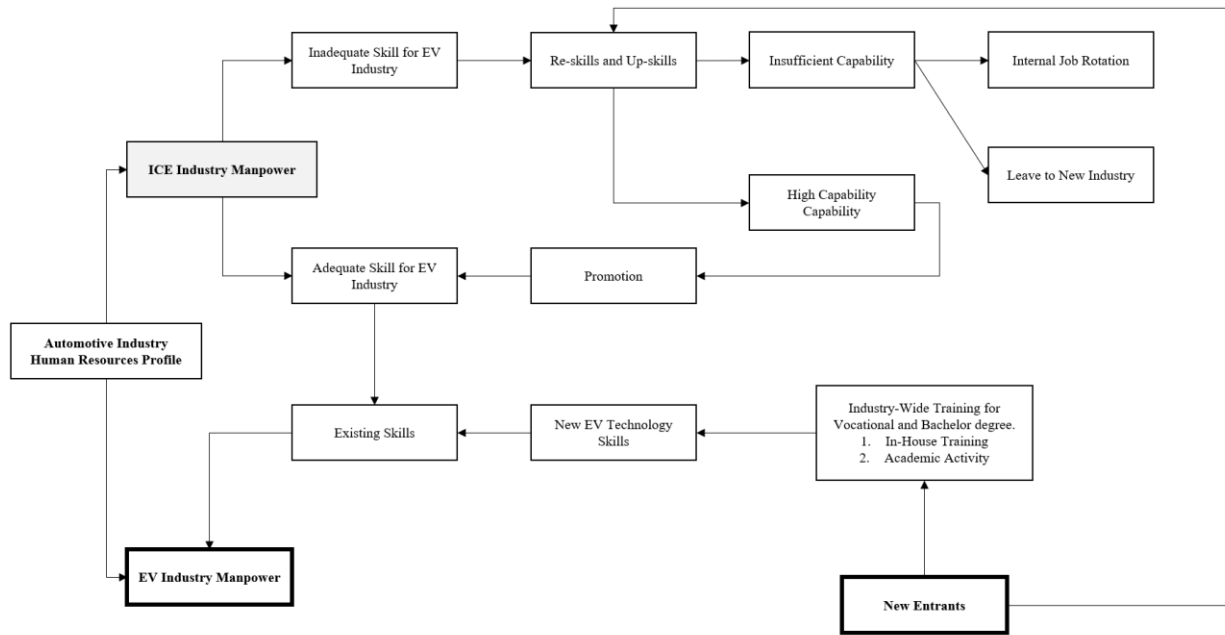 Inadequate Skill for EV
Industry
Re-skills and Up-skills
Insufficient Capability
Internal Job Rotation
ICE Industry Manpower
Leave to New Industry
High Capability
Capability
Adequate Skill for EV
Industry
Promotion
Automotive Industry
Human Resources Profile
Existing Skills
New EV Technology
Skills
Industry-Wide Training for
Vocational and Bachelor degree.
1. In-House Training
2. Academic Activity
EV Industry Manpower
New Entrants